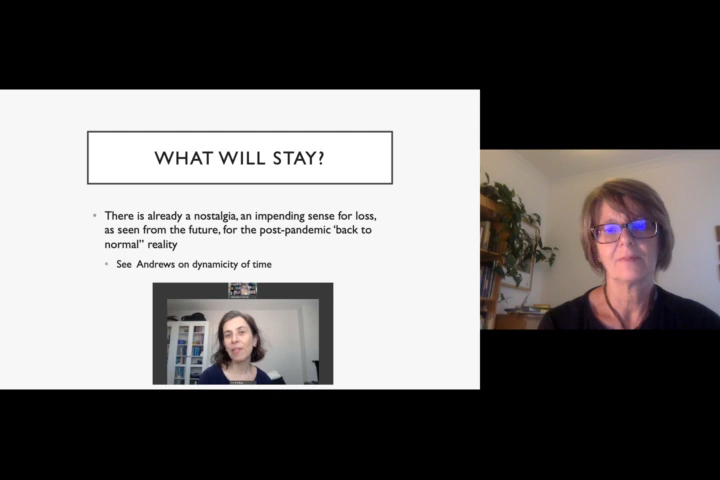 WHAT WILL STAY?
There is already a nostalgia, an impending sense for loss,
as seen from the future, for the post-pandemic ‘back to
normal” reality
See Andrews on dynamicity of time